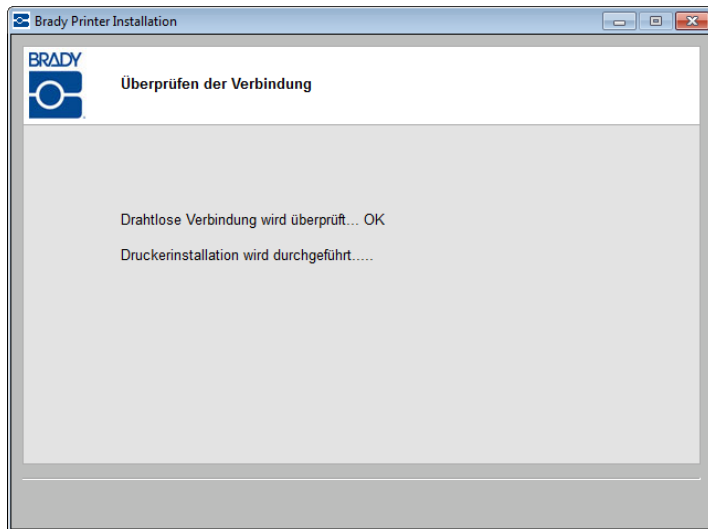 Brady Printer Installation
BRADY
Überprüfen der Verbindung
Drahtlose Verbindung wird überprüft... OK
Druckerinstallation wird durchgeführt.....